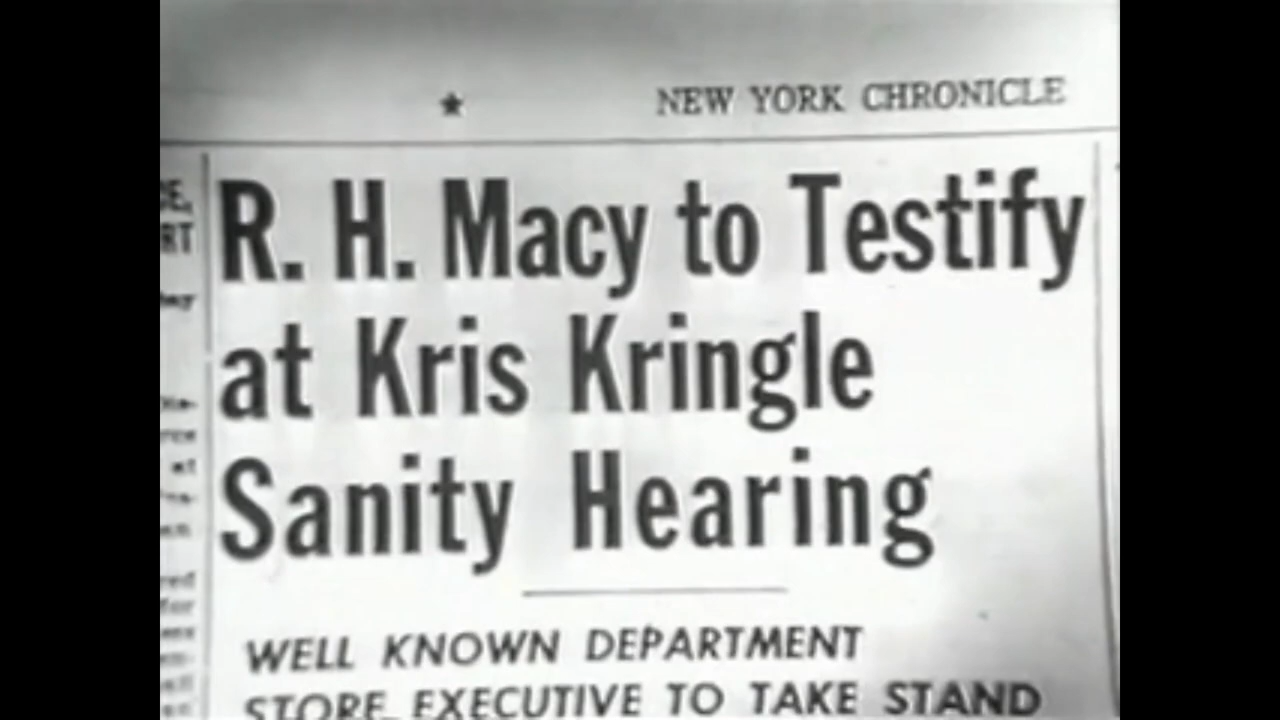 NEW YORK CHRONICLE
R. H. Macy to Testify
at Kris Kringle
Sanity Hearing
WELL KNOWN DEPARTMENT
STORE EXECUTIVE TO TAKE STAND